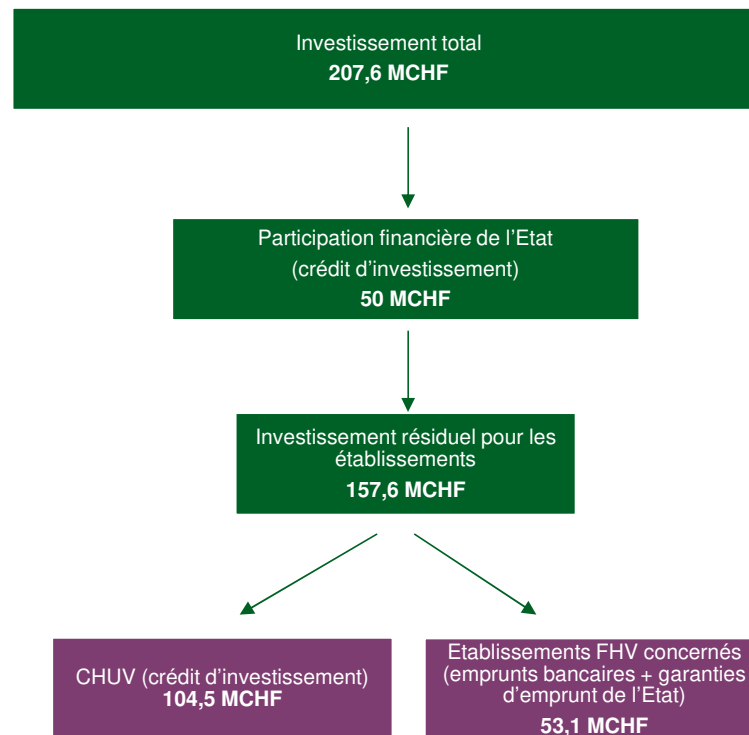 Investissement total
207,6 MCHF
Participation financière de l'Etat
(crédit d'investissement)
50 MCHF
Investissement résiduel pour les
établissements
157,6 MCHF
CHUV (crédit d'investissement)
104,5 MCHF
Etablissements FHV concernés
(emprunts bancaires + garanties
d'emprunt de l'Etat)
53,1 MCHF